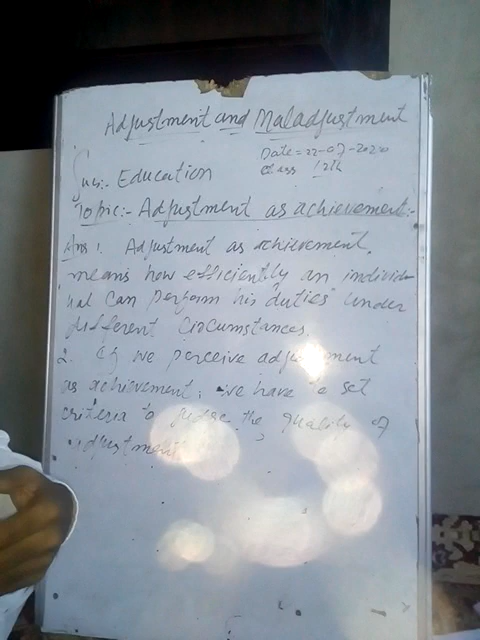 Adjustment and Maladjustment
Date = 22-07-2020
Class 12th
Sub:- Education
Topic:- Adjustment as achievement:-
Ans 1. Adjustment as achievement,
means how efficiently an individ-
ual can perform his duties under
different circumstances.
2. If we perceive adjustment
as achievement, we have to set
criteria to judge the quality of
adjustment